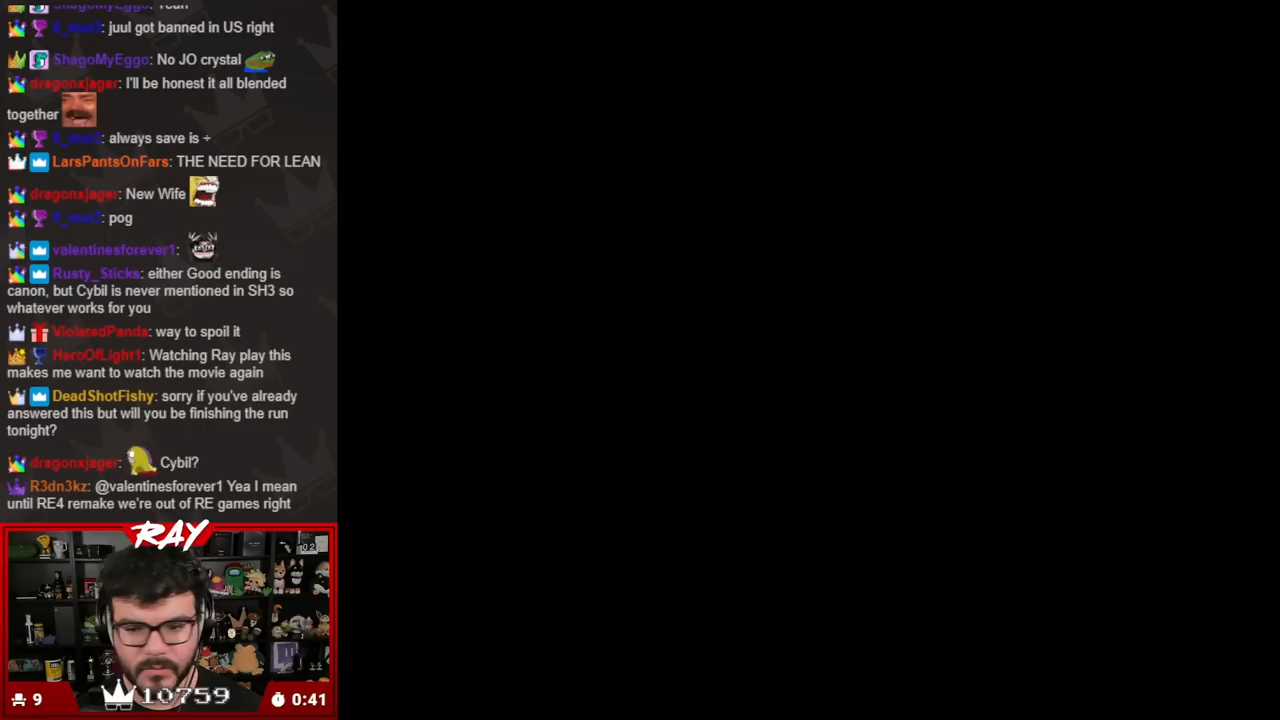 ShagoMyEggo: Yeah
0_mut3: juul got banned in US right
ShagoMyEggo: No JO crystal
dragonxjager: I'll be honest it all blended
together
0_mut3: always save is ÷
LarsPantsOnFars: THE NEED FOR LEAN
dragonxjager: New Wife
0_mut3: pog
valentinesforever1:
Rusty_Sticks: either Good ending is
canon, but Cybil is never mentioned in SH3 so
whatever works for you
ViolatedPanda: way to spoil it
HeroOfLight1: Watching Ray play this
makes me want to watch the movie again
DeadShotFishy: sorry if you've already
answered this but will you be finishing the run
tonight?
dragonxjager: Cybil?
R3dn3kz: @valentinesforever1 Yea I mean
until RE4 remake we're out of RE games right
RAY
9
10759
0:41